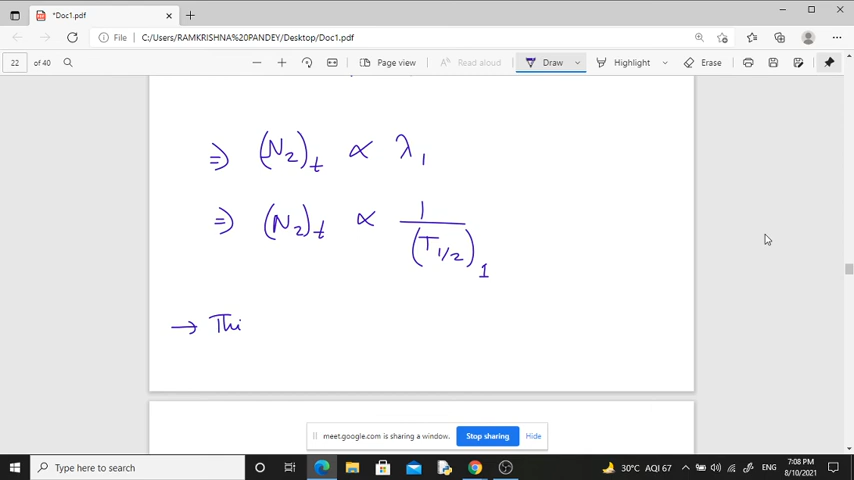 *Doc1.pdf
File C:/Users/RAMKRISHNA%20PANDEY/Desktop/Doc1.pdf
22 of 40 Page view Read aloud Draw Highlight Erase
⇒ (N₂)ₜ ∝ λ₁
⇒ (N₂)ₜ ∝ 1/(T₁/₂)₁
→ Thi
meet.google.com is sharing a window. Stop sharing Hide
Type here to search 30°C AQI 67 ENG 7:08 PM
8/10/2021